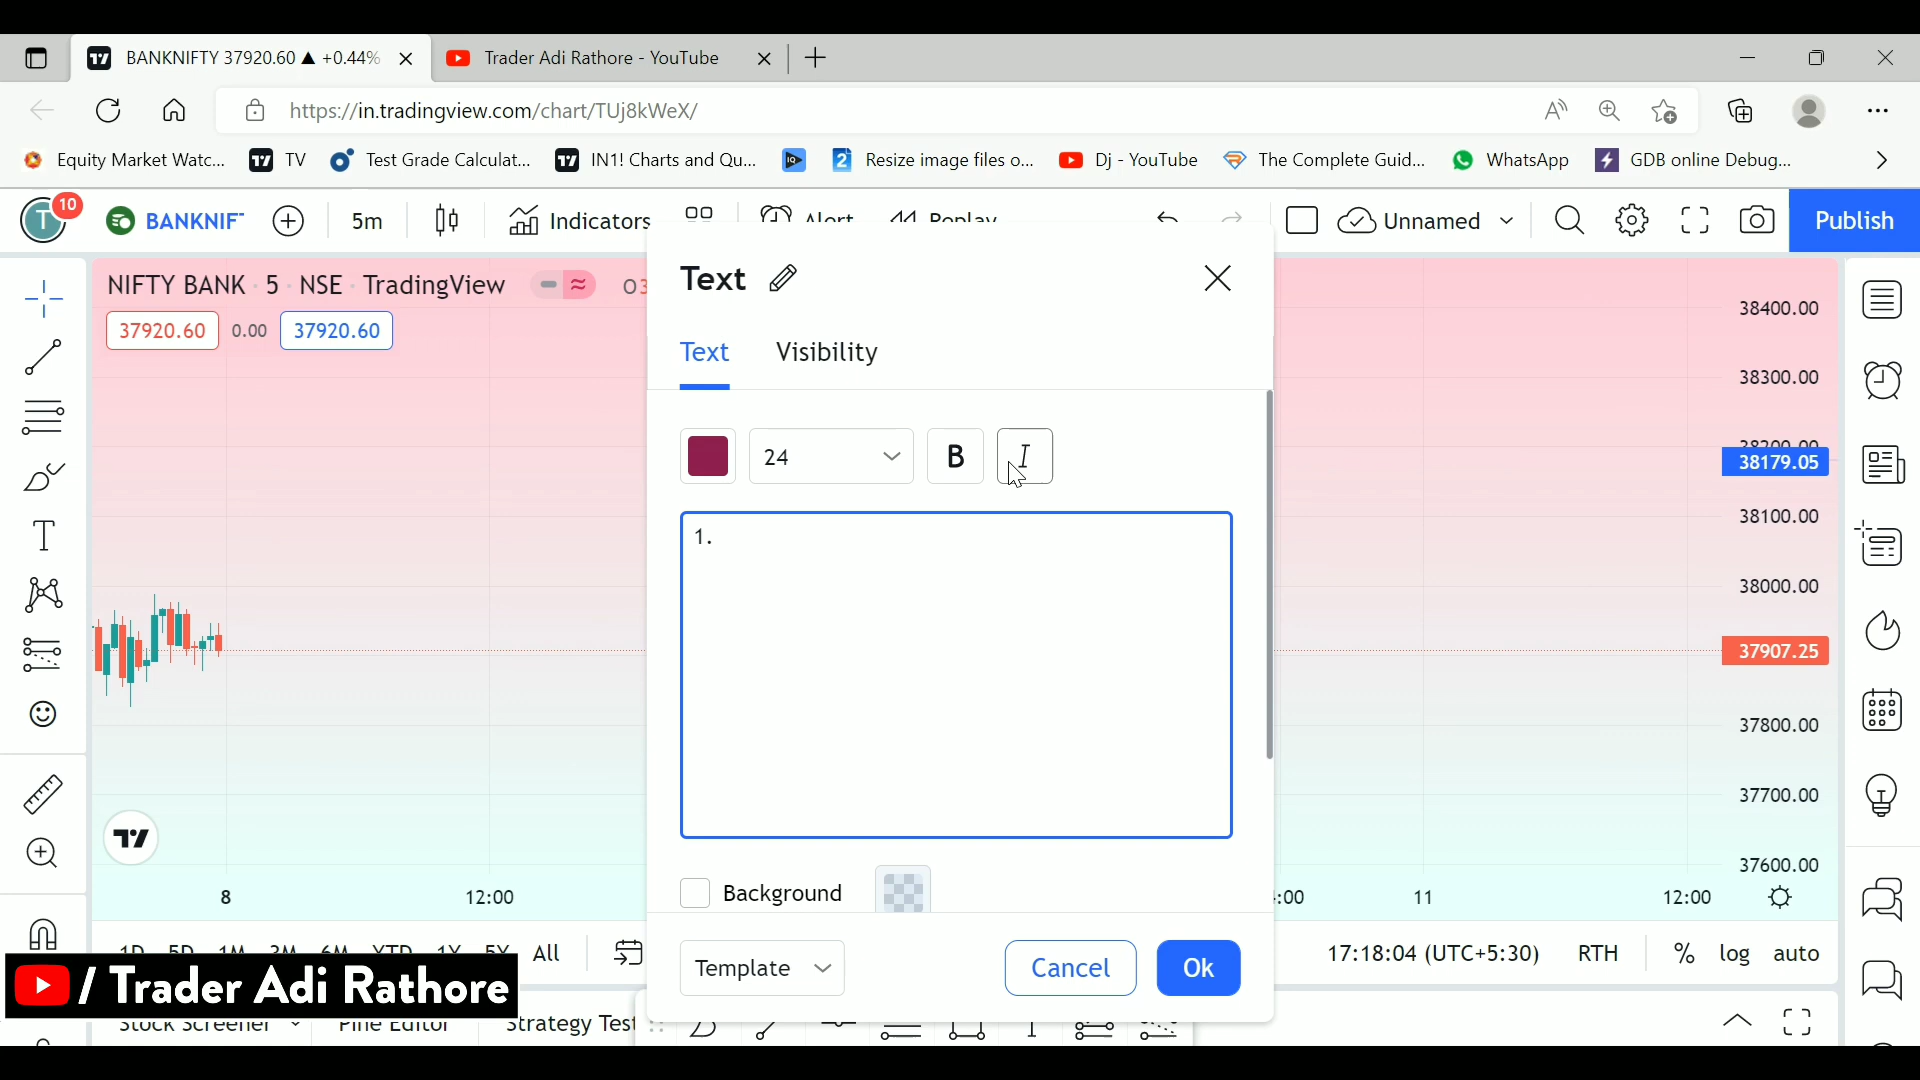 BANKNIFTY 37920.60 ▲ +0.44%
Trader Adi Rathore - YouTube
https://in.tradingview.com/chart/TUj8kWeX/
Equity Market Watc...
TV
Test Grade Calculat...
IN1! Charts and Qu...
Resize image files o...
Dj - YouTube
The Complete Guid...
WhatsApp
GDB online Debug...
T
10
BANKNIF
5m
Indicators
Alert
Replay
Unnamed
Publish
NIFTY BANK · 5 · NSE · TradingView
O3
37920.60
0.00
37920.60
Text
Text
Visibility
24
B
I
1.
Background
Template
Cancel
Ok
38400.00
38300.00
38200.00
38179.05
38100.00
38000.00
37907.25
37800.00
37700.00
37600.00
8
12:00
:00
11
12:00
1D
5D
1M
3M
6M
YTD
1Y
5Y
All
17:18:04 (UTC+5:30)
RTH
%
log
auto
/ Trader Adi Rathore
Stock Screener
Pine Editor
Strategy Test